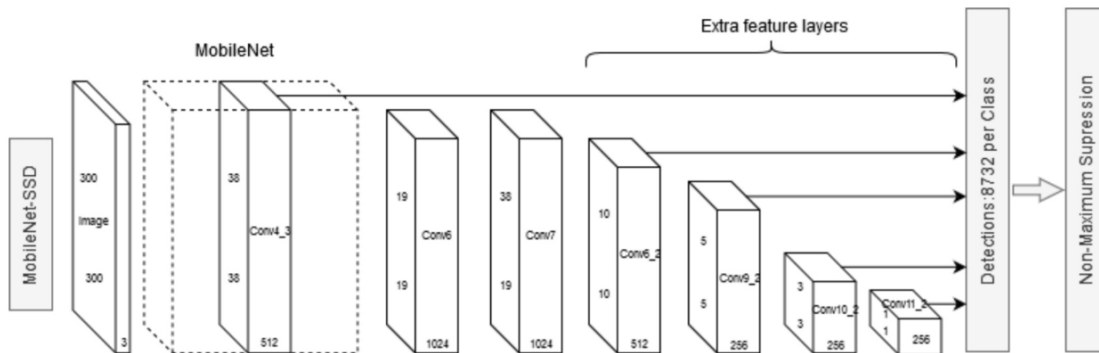 Extra feature layers
MobileNet
MobileNet-SSD
300
Image
300
3
38
Conv4_3
38
512
19
Conv6
19
1024
38
Conv7
19
1024
10
Conv6_2
10
512
5
Conv9_2
5
256
3
Conv10_2
3
256
Conv11_2
1
1
256
Detections:8732 per Class
Non-Maximum Supression